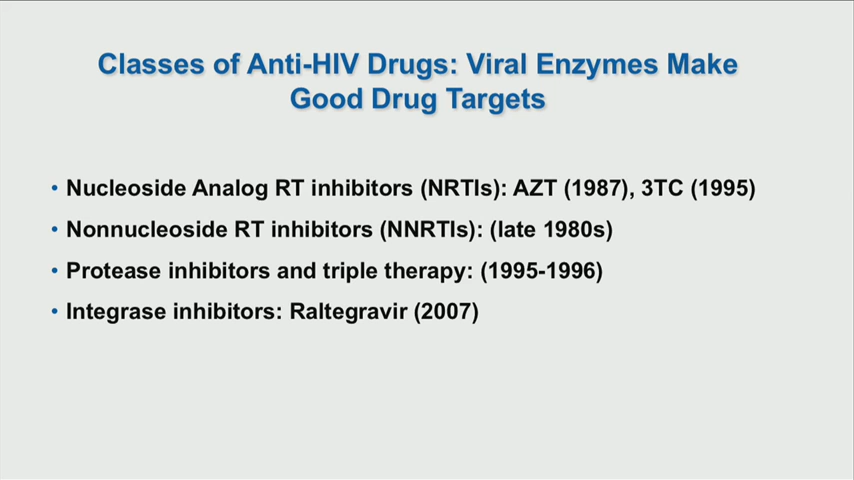 Classes of Anti-HIV Drugs: Viral Enzymes Make
Good Drug Targets
• Nucleoside Analog RT inhibitors (NRTIs): AZT (1987), 3TC (1995)
• Nonnucleoside RT inhibitors (NNRTIs): (late 1980s)
• Protease inhibitors and triple therapy: (1995-1996)
• Integrase inhibitors: Raltegravir (2007)